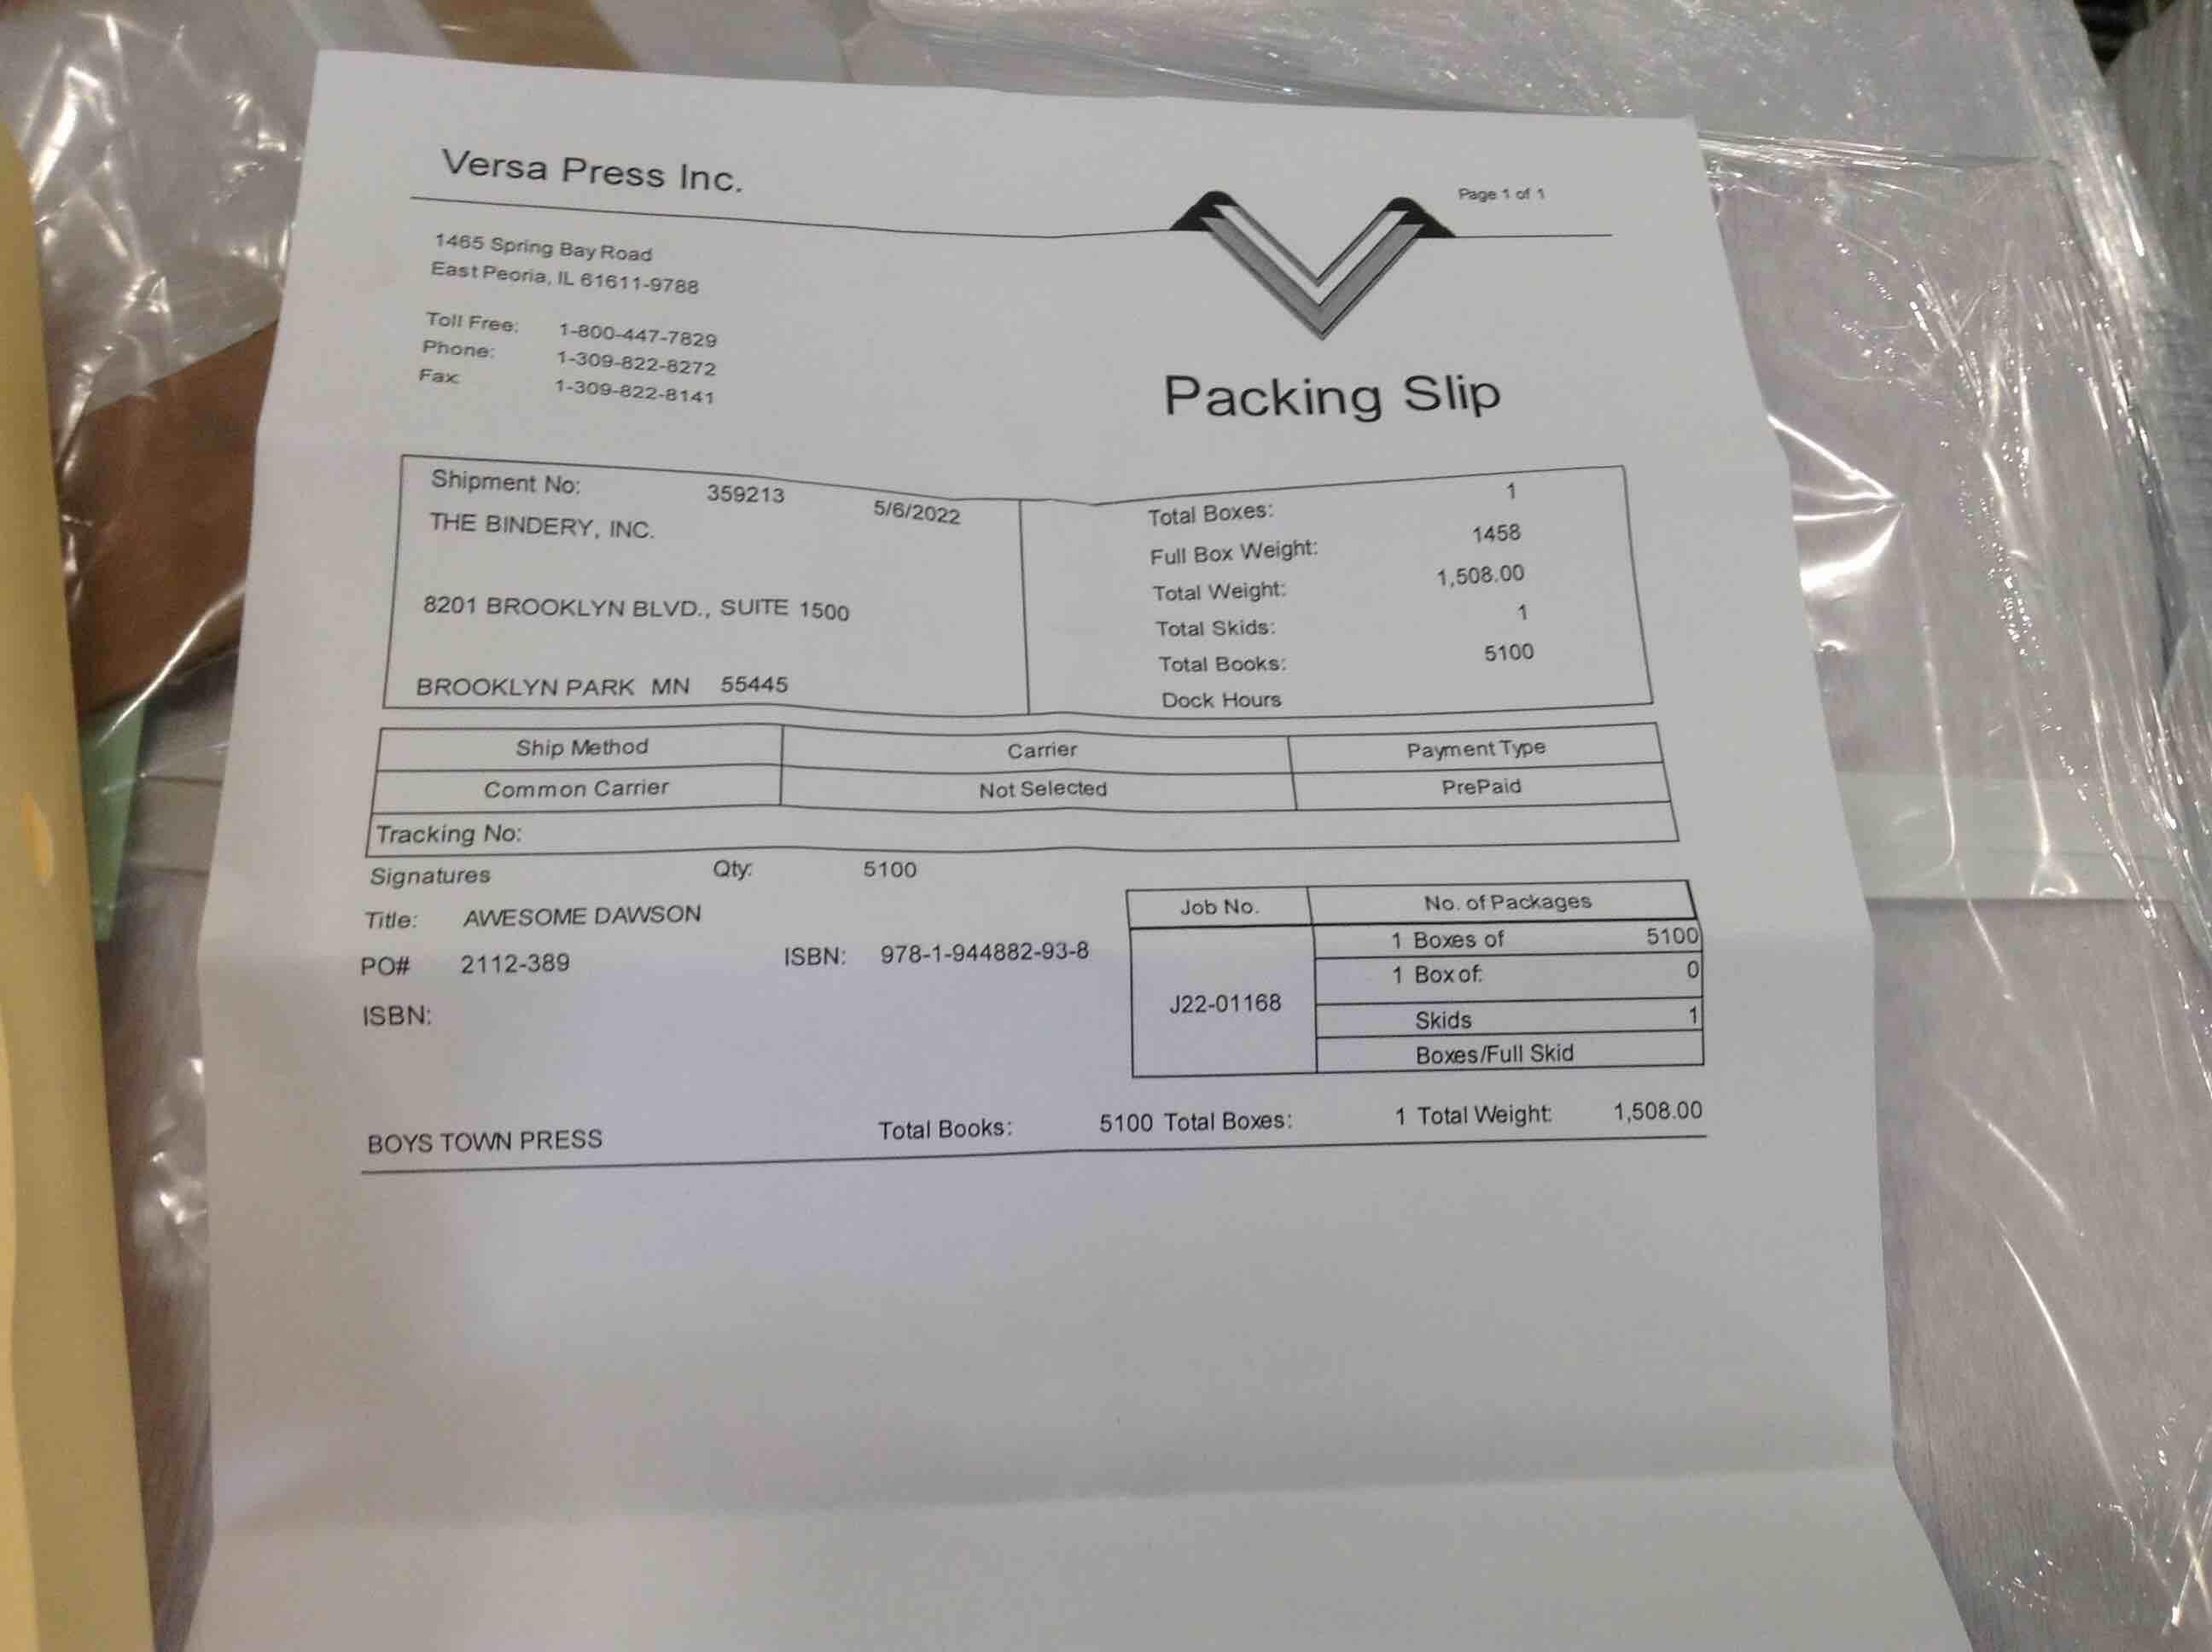 Versa Press Inc.
Page 1 of 1
1465 Spring Bay Road
East Peoria, IL 61611-9788
Toll Free: 1-800-447-7829
Phone: 1-309-822-8272
Fax: 1-309-822-8141
Packing Slip
Shipment No: 359213 5/6/2022
THE BINDERY, INC.
8201 BROOKLYN BLVD., SUITE 1500
BROOKLYN PARK MN 55445
Total Boxes: 1
Full Box Weight: 1458
Total Weight: 1,508.00
Total Skids: 1
Total Books: 5100
Dock Hours
Ship Method Carrier Payment Type
Common Carrier Not Selected PrePaid
Tracking No:
Signatures Qty: 5100
Title: AWESOME DAWSON
PO# 2112-389 ISBN: 978-1-944882-93-8
ISBN:
Job No. No. of Packages
J22-01168
1 Boxes of 5100
1 Box of: 0
Skids 1
Boxes/Full Skid
BOYS TOWN PRESS Total Books: 5100 Total Boxes: 1 Total Weight: 1,508.00